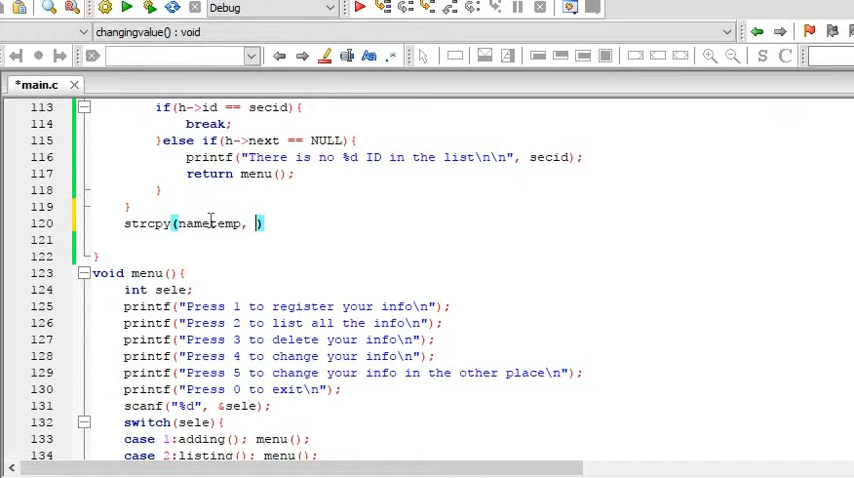 Debug
changingvalue() : void
S C
*main.c
113 if(h->id == secid){
114 break;
115 }else if(h->next == NULL){
116 printf("There is no %d ID in the list\n\n", secid);
117 return menu();
118 }
119 }
120 strcpy(nametemp, )
121
122 }
123 void menu(){
124 int sele;
125 printf("Press 1 to register your info\n");
126 printf("Press 2 to list all the info\n");
127 printf("Press 3 to delete your info\n");
128 printf("Press 4 to change your info\n");
129 printf("Press 5 to change your info in the other place\n");
130 printf("Press 0 to exit\n");
131 scanf("%d", &sele);
132 switch(sele){
133 case 1:adding(); menu();
134 case 2:listing(); menu();